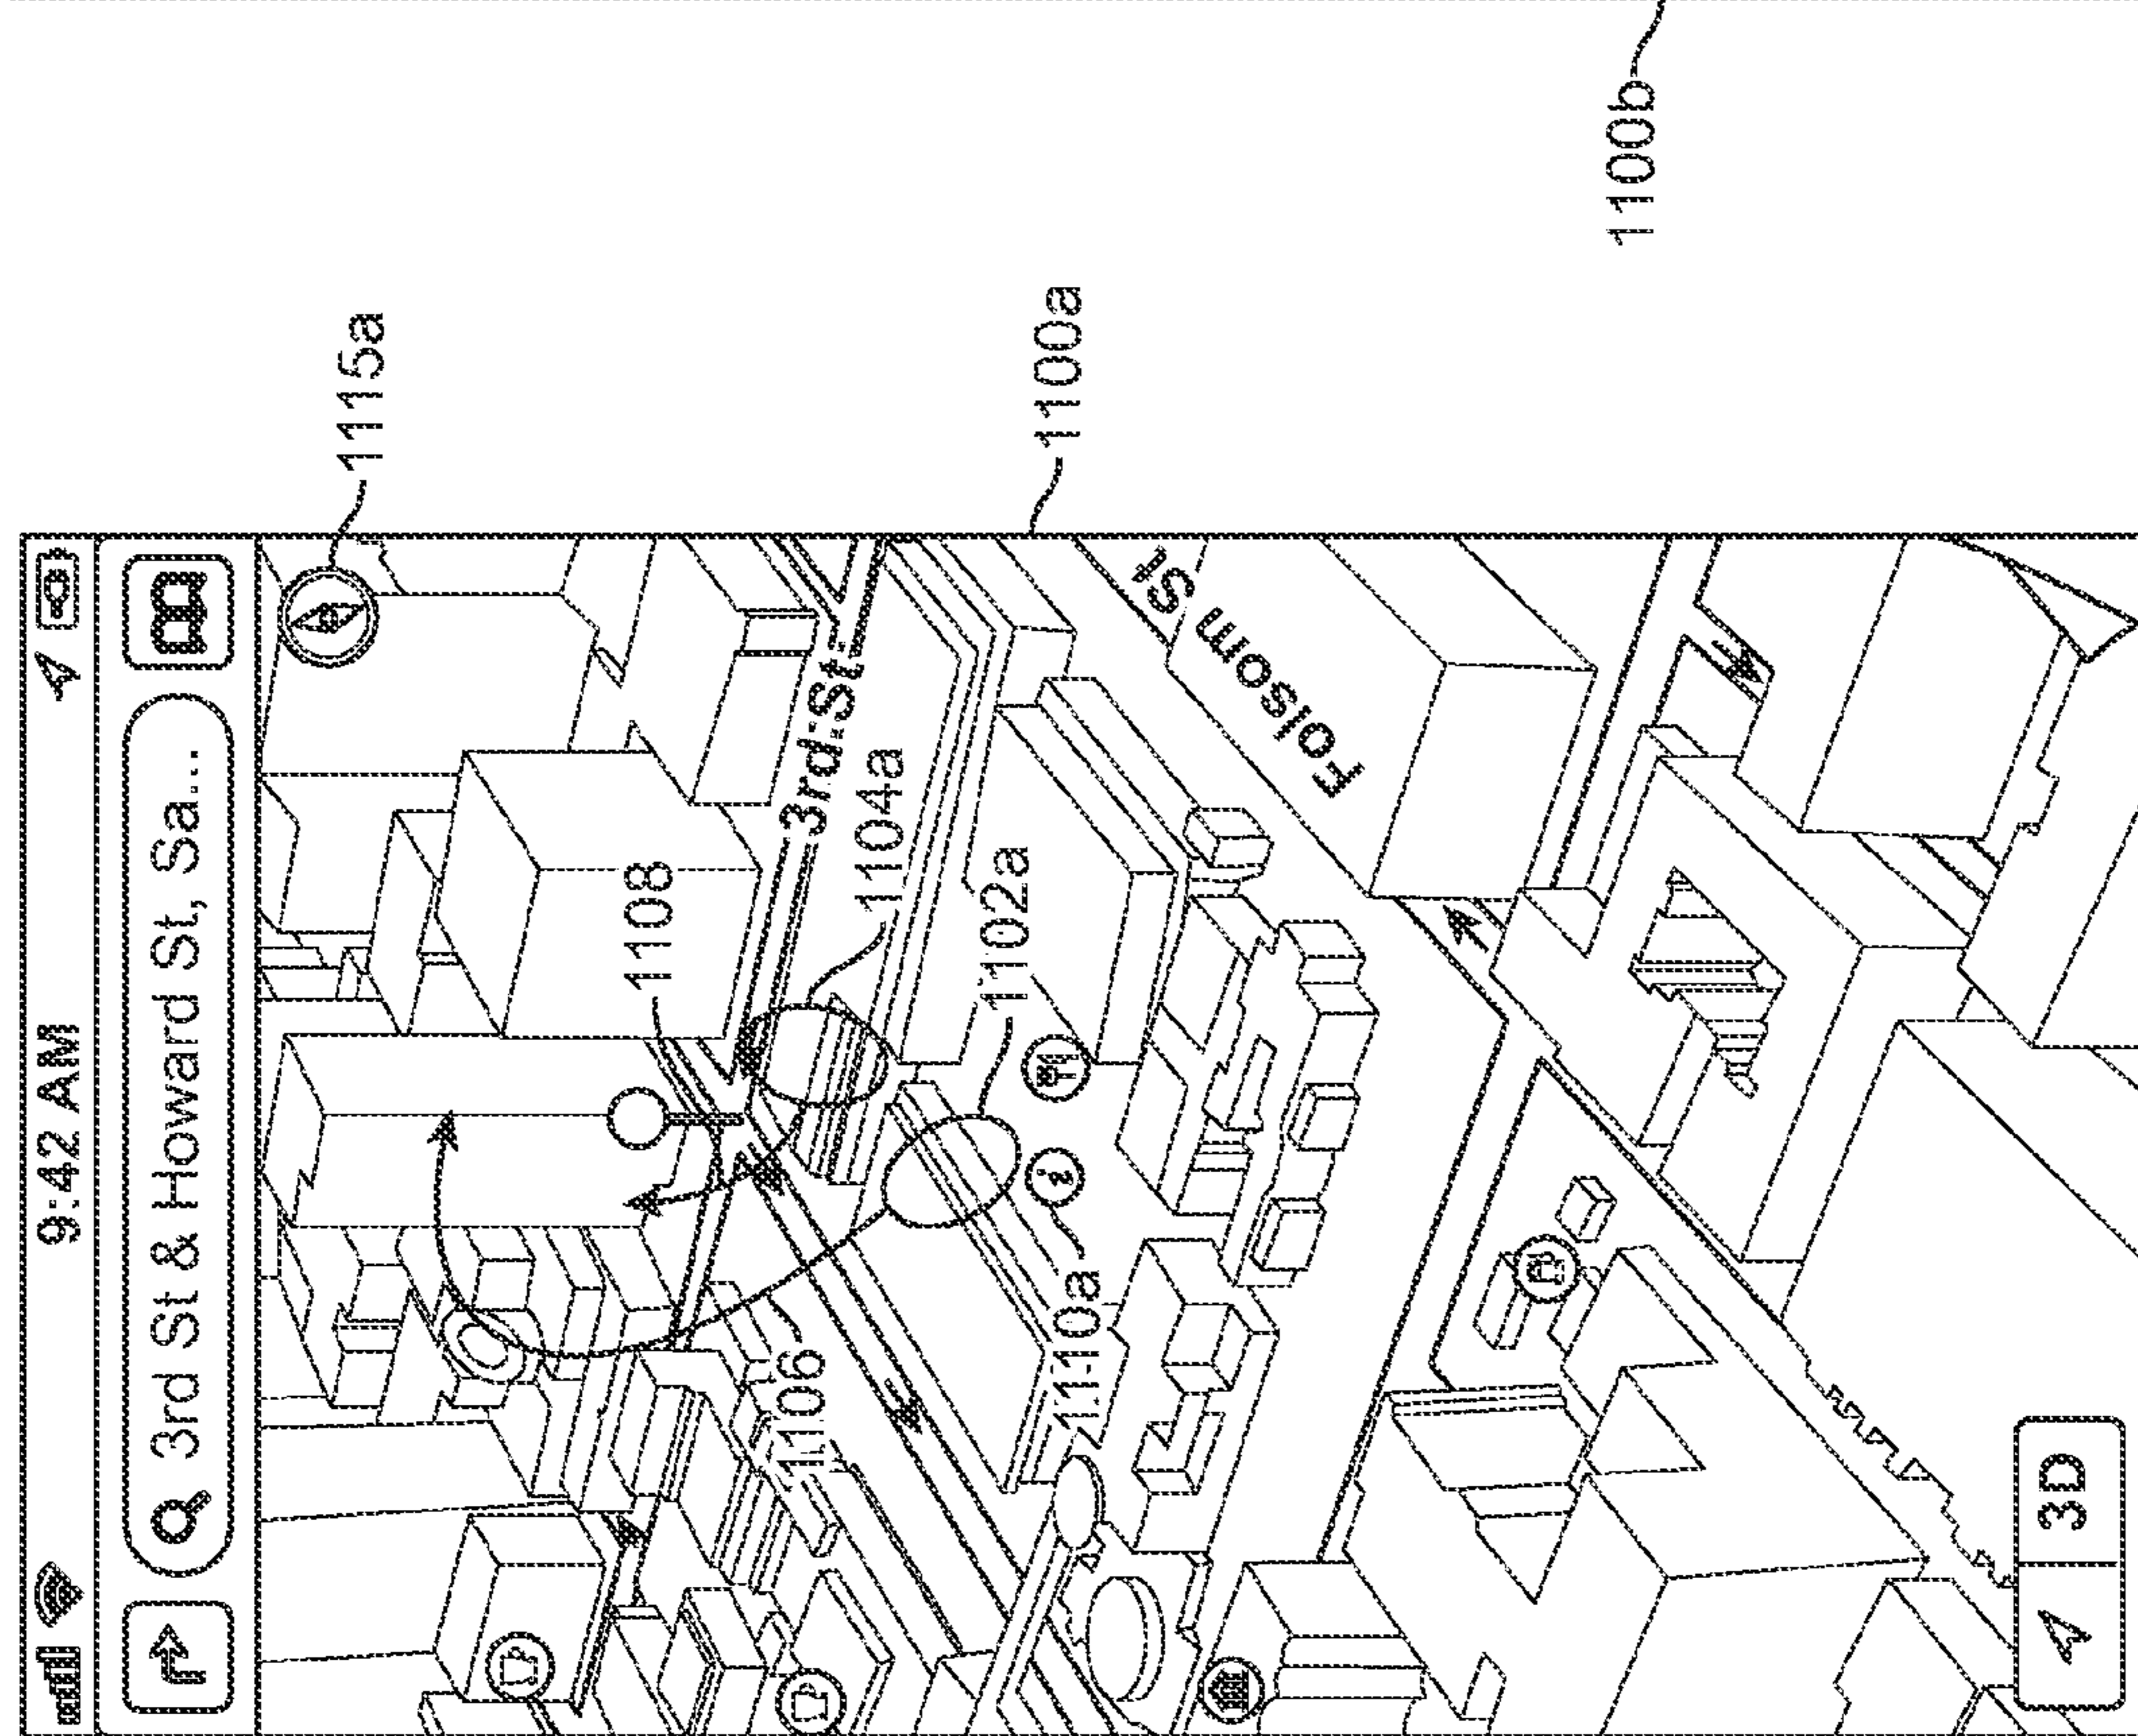 9:42 AM
3rd St & Howard St, Sa...
1115a
1108
3rd St
1104a
1102a
1106
1110a
1100a
Folsom St
1100b
3D